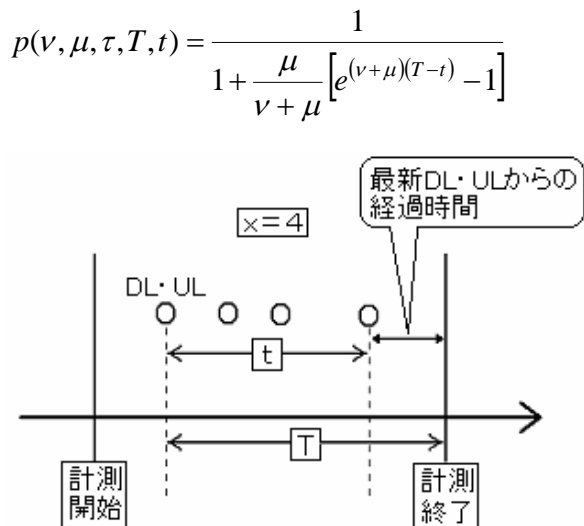 p(ν, μ, τ, T, t) = 1 / (1 + μ / (ν + μ) [e^{(ν+μ)(T−t)} − 1])
最新DL・ULからの
経過時間
x=4
DL・UL
t
T
計測
開始
計測
終了